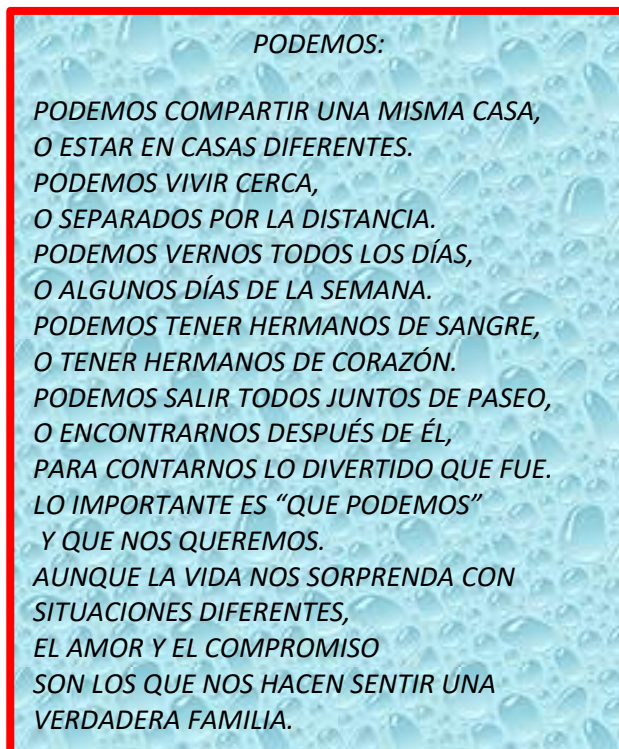 PODEMOS:
PODEMOS COMPARTIR UNA MISMA CASA,
O ESTAR EN CASAS DIFERENTES.
PODEMOS VIVIR CERCA,
O SEPARADOS POR LA DISTANCIA.
PODEMOS VERNOS TODOS LOS DÍAS,
O ALGUNOS DÍAS DE LA SEMANA.
PODEMOS TENER HERMANOS DE SANGRE,
O TENER HERMANOS DE CORAZÓN.
PODEMOS SALIR TODOS JUNTOS DE PASEO,
O ENCONTRARNOS DESPUÉS DE ÉL,
PARA CONTARNOS LO DIVERTIDO QUE FUE.
LO IMPORTANTE ES “QUE PODEMOS”
Y QUE NOS QUEREMOS.
AUNQUE LA VIDA NOS SORPRENDA CON
SITUACIONES DIFERENTES,
EL AMOR Y EL COMPROMISO
SON LOS QUE NOS HACEN SENTIR UNA
VERDADERA FAMILIA.